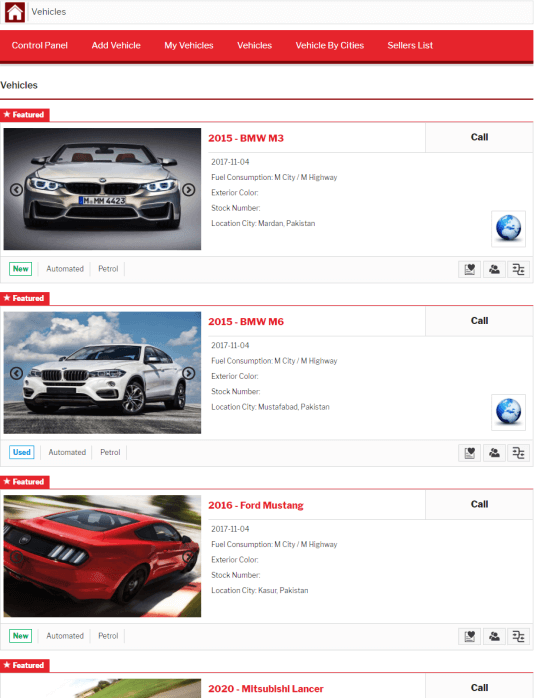 Vehicles
Control Panel Add Vehicle My Vehicles Vehicles Vehicle By Cities Sellers List
Vehicles
Featured
2015 - BMW M3
Call
2017-11-04
Fuel Consumption: M City / M Highway
Exterior Color:
Stock Number:
Location City: Mardan, Pakistan
M MM 4423
New Automated Petrol
Featured
2015 - BMW M6
Call
2017-11-04
Fuel Consumption: M City / M Highway
Exterior Color:
Stock Number:
Location City: Mustafabad, Pakistan
Used Automated Petrol
Featured
2016 - Ford Mustang
Call
2017-11-04
Fuel Consumption: M City / M Highway
Exterior Color:
Stock Number:
Location City: Kasur, Pakistan
New Automated Petrol
Featured
2020 - Mitsubishi Lancer
Call